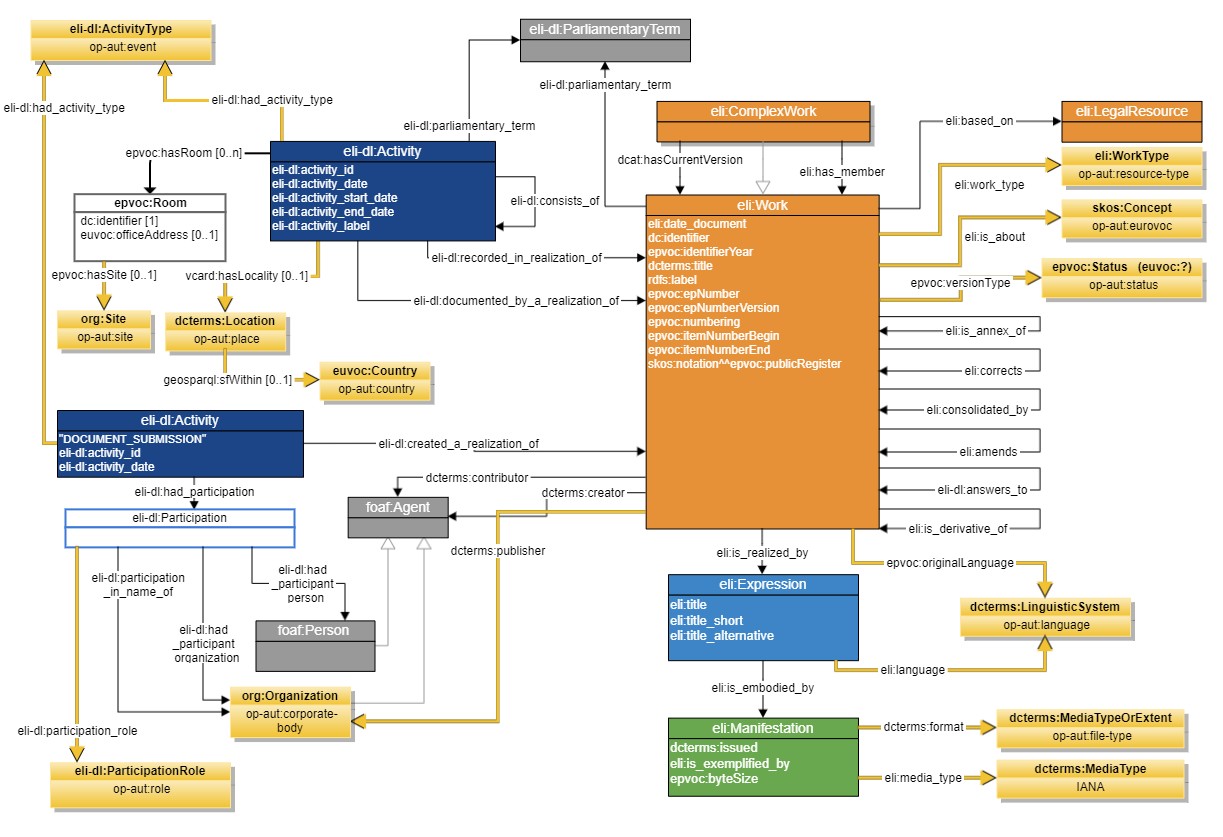 eli-dl:ActivityType
op-aut:event
eli-dl:ParliamentaryTerm
eli-dl:had_activity_type
eli-dl:had_activity_type
eli-dl:parliamentary_term
eli-dl:parliamentary_term
eli:ComplexWork
eli:based_on
eli:LegalResource
epvoc:hasRoom [0..n]
eli-dl:Activity
eli-dl:activity_id
eli-dl:activity_date
eli-dl:activity_start_date
eli-dl:activity_end_date
eli-dl:activity_label
eli-dl:consists_of
dcat:hasCurrentVersion
eli:has_member
eli:work_type
eli:WorkType
op-aut:resource-type
epvoc:Room
dc:identifier [1]
euvoc:officeAddress [0..1]
eli:Work
eli:date_document
dc:identifier
epvoc:identifierYear
dcterms:title
rdfs:label
epvoc:epNumber
epvoc:epNumberVersion
epvoc:numbering
epvoc:itemNumberBegin
epvoc:itemNumberEnd
skos:notation^^epvoc:publicRegister
skos:Concept
op-aut:eurovoc
eli:is_about
epvoc:Status (euvoc:?)
op-aut:status
epvoc:versionType
epvoc:hasSite [0..1]
vcard:hasLocality [0..1]
eli-dl:recorded_in_realization_of
eli-dl:documented_by_a_realization_of
org:Site
op-aut:site
dcterms:Location
op-aut:place
geosparql:sfWithin [0..1]
euvoc:Country
op-aut:country
eli:is_annex_of
eli:corrects
eli:consolidated_by
eli:amends
eli-dl:answers_to
eli:is_derivative_of
eli-dl:Activity
"DOCUMENT_SUBMISSION"
eli-dl:activity_id
eli-dl:activity_date
eli-dl:created_a_realization_of
dcterms:contributor
dcterms:creator
eli-dl:had_participation
foaf:Agent
eli-dl:Participation
dcterms:publisher
eli:is_realized_by
epvoc:originalLanguage
eli-dl:participation
_in_name_of
eli-dl:had
_participant
person
eli:Expression
eli:title
eli:title_short
eli:title_alternative
dcterms:LinguisticSystem
op-aut:language
eli-dl:had
_participant
organization
foaf:Person
eli:language
eli:is_embodied_by
org:Organization
op-aut:corporate-
body
eli-dl:participation_role
eli:Manifestation
dcterms:issued
eli:is_exemplified_by
epvoc:byteSize
dcterms:format
dcterms:MediaTypeOrExtent
op-aut:file-type
eli-dl:ParticipationRole
op-aut:role
eli:media_type
dcterms:MediaType
IANA